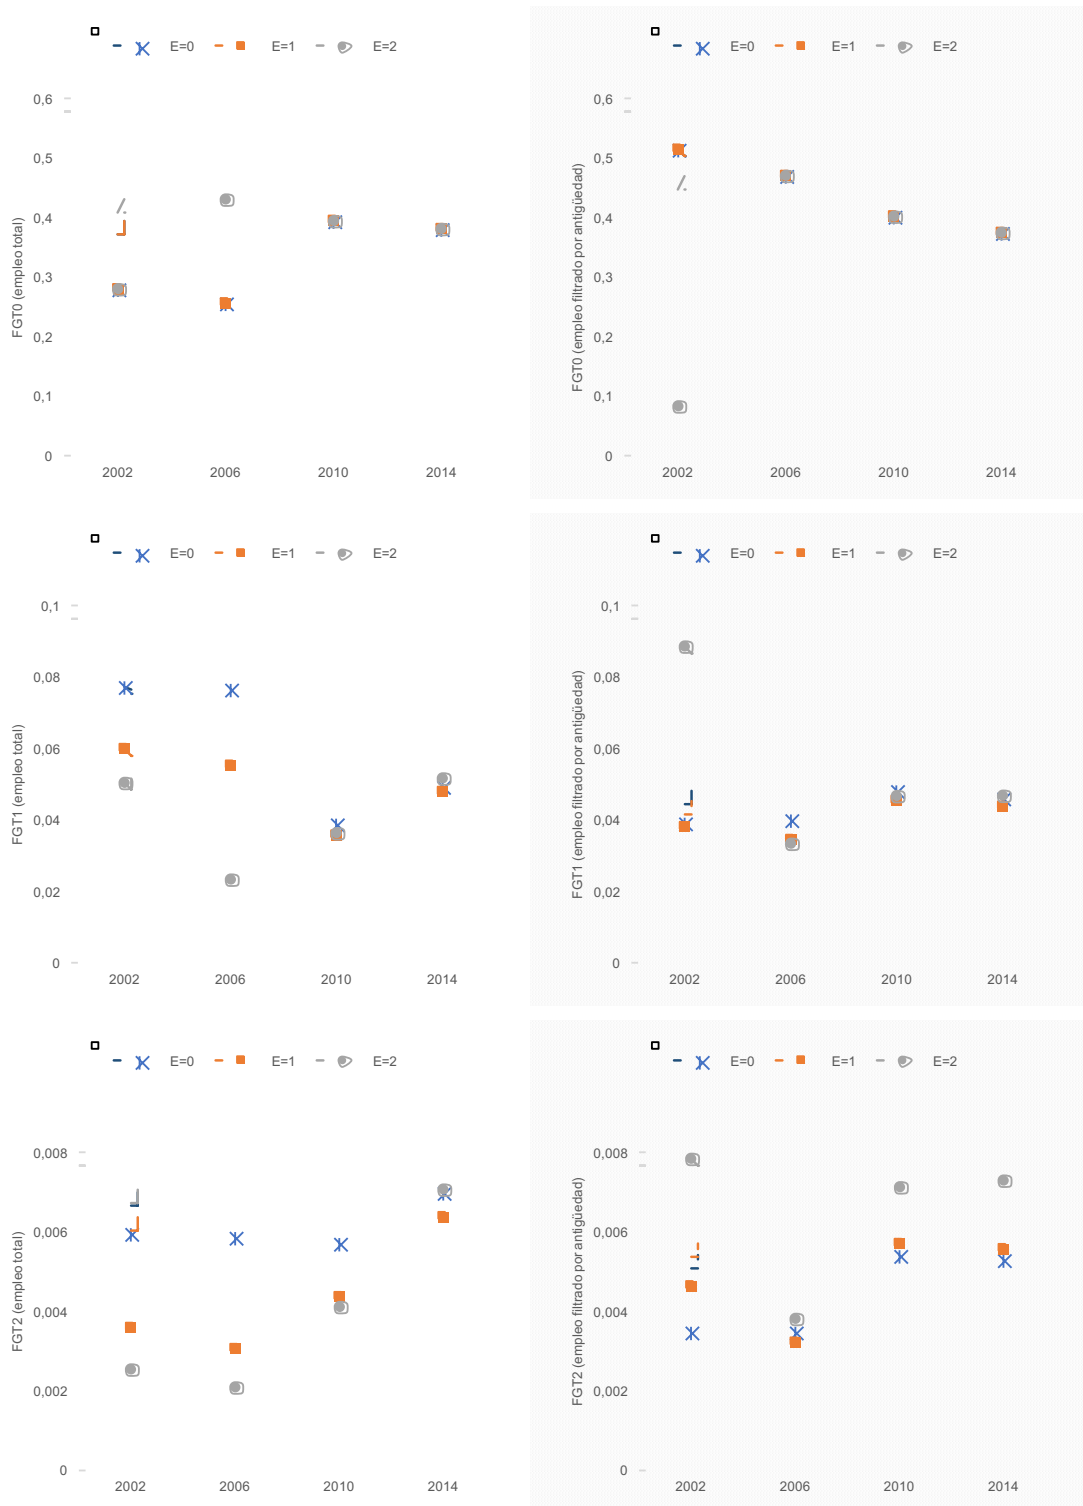 E=0 E=1 E=2
0,6
0,5
0,4
0,3
0,2
0,1
0
FGT0 (empleo total)
2002 2006 2010 2014
E=0 E=1 E=2
0,6
0,5
0,4
0,3
0,2
0,1
0
FGT0 (empleo filtrado por antigüedad)
2002 2006 2010 2014
E=0 E=1 E=2
0,1
0,08
0,06
0,04
0,02
0
FGT1 (empleo total)
2002 2006 2010 2014
E=0 E=1 E=2
0,1
0,08
0,06
0,04
0,02
0
FGT1 (empleo filtrado por antigüedad)
2002 2006 2010 2014
E=0 E=1 E=2
0,008
0,006
0,004
0,002
0
FGT2 (empleo total)
2002 2006 2010 2014
E=0 E=1 E=2
0,008
0,006
0,004
0,002
0
FGT2 (empleo filtrado por antigüedad)
2002 2006 2010 2014